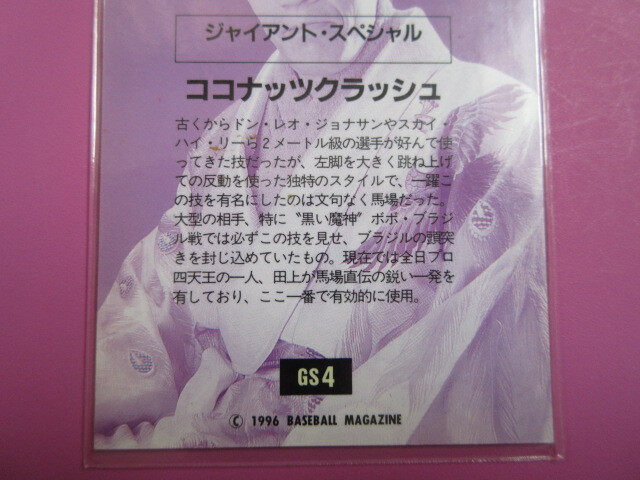 ジャイアント・スペシャル
ココナッツクラッシュ
古くからドン・レオ・ジョナサンやスカイ・
ハイ・リーら2メートル級の選手が好んで使
ってきた技だったが、左脚を大きく跳ね上げ
ての反動を使った独特のスタイルで、一躍こ
の技を有名にしたのは文句なく馬場だった。
大型の相手、特に〝黒い魔神〟ボボ・ブラジ
ル戦では必ずこの技を見せ、ブラジルの頭突
きを封じ込めていたもの。現在では全日プロ
四天王の一人、田上が馬場直伝の鋭い一発を
有しており、ここ一番で有効的に使用。
GS4
© 1996 BASEBALL MAGAZINE